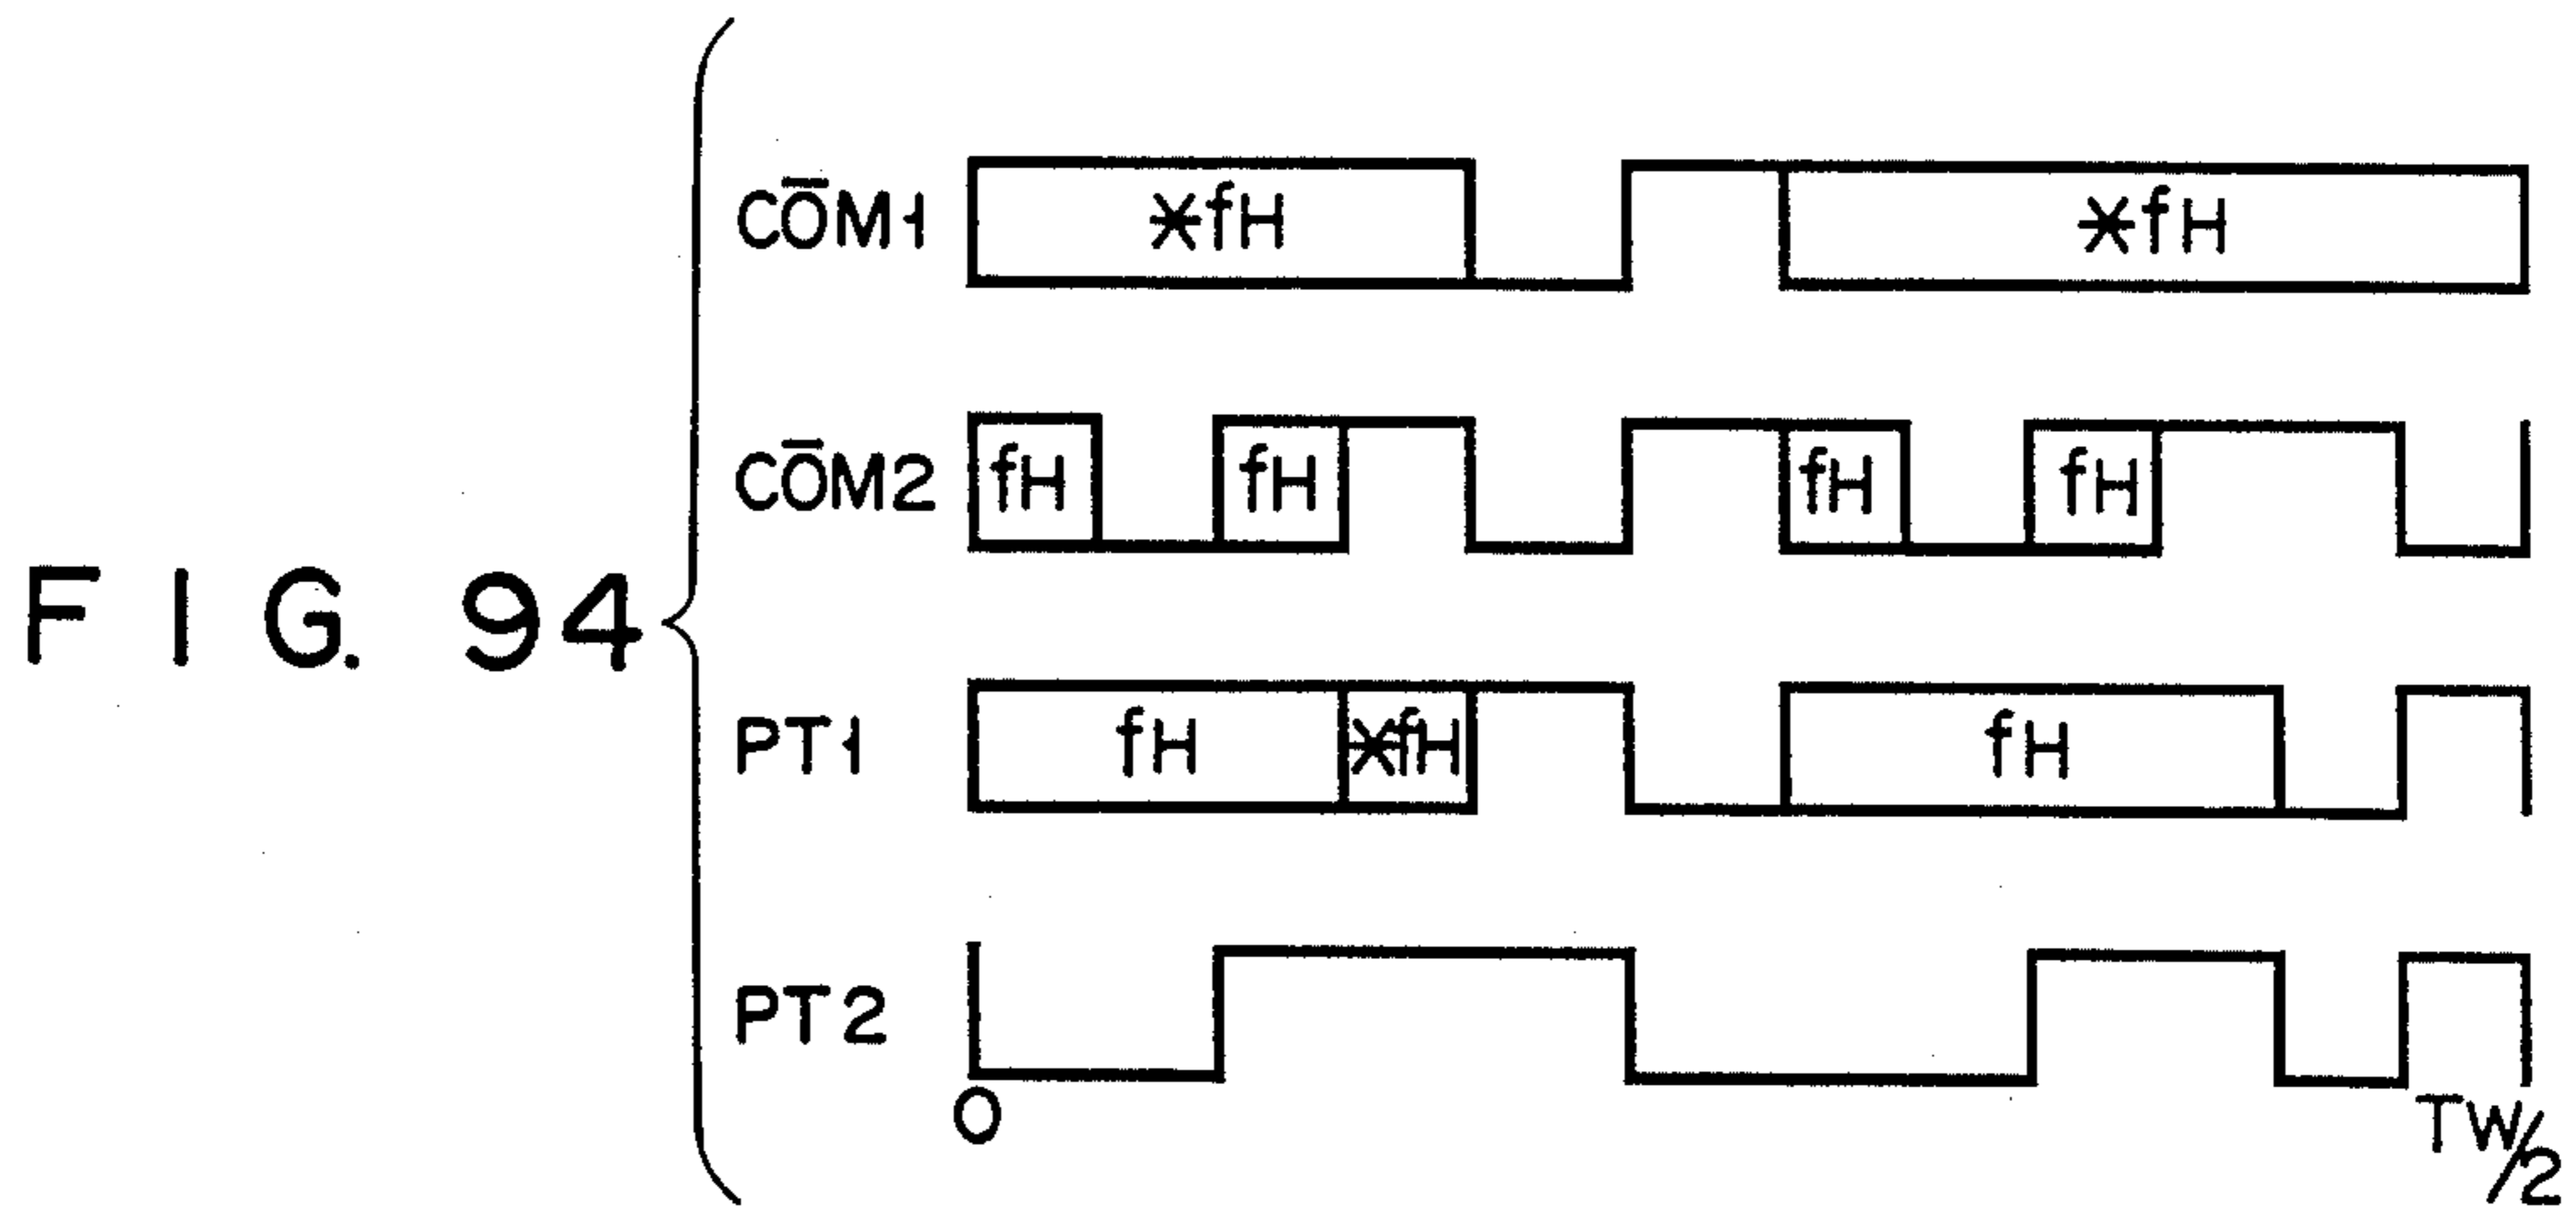 FIG. 94
CŌM1 *fH *fH
CŌM2 fH fH fH fH
PT1 fH *fH fH
PT2
0 TW/2